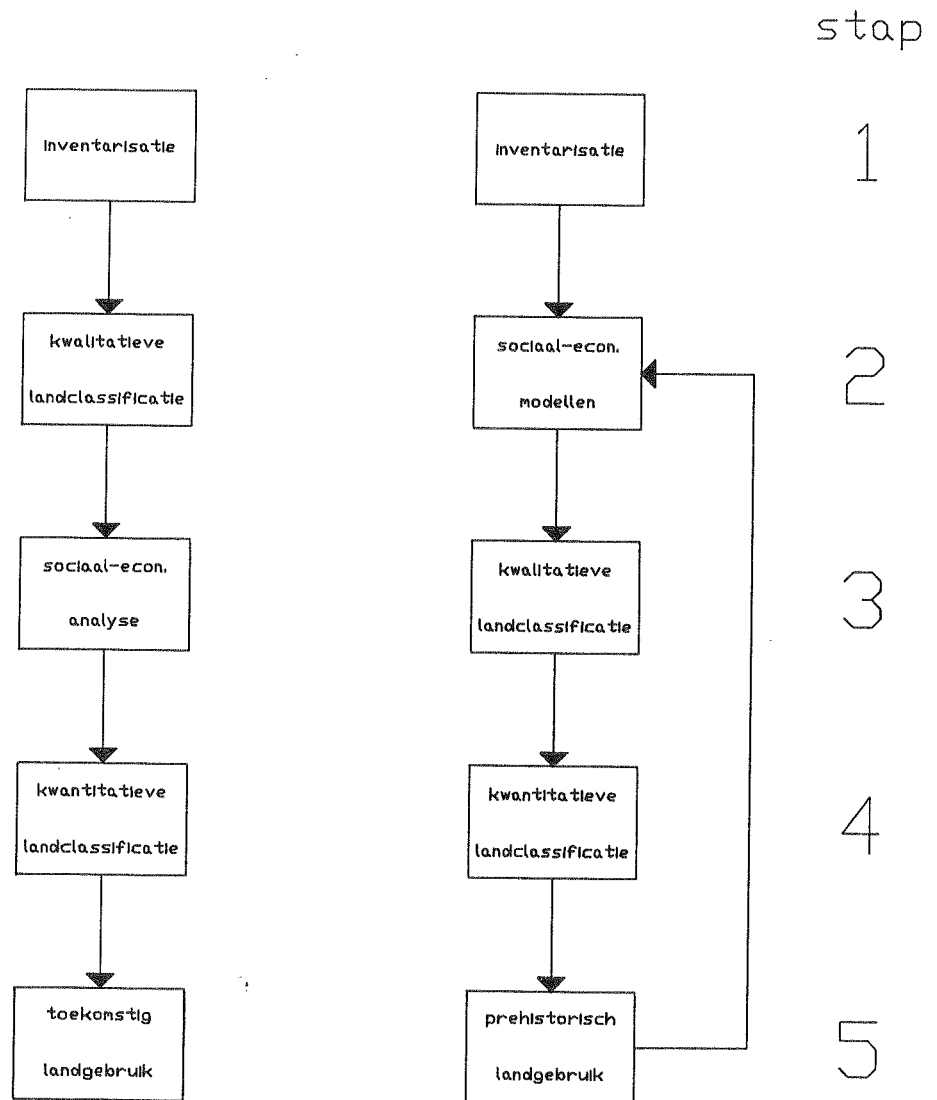 stap
inventarisatie
inventarisatie
1
kwalitatieve
landclassificatie
sociaal-econ.
modellen
2
sociaal-econ.
analyse
kwalitatieve
landclassificatie
3
kwantitatieve
landclassificatie
kwantitatieve
landclassificatie
4
toekomstig
landgebruik
prehistorisch
landgebruik
5